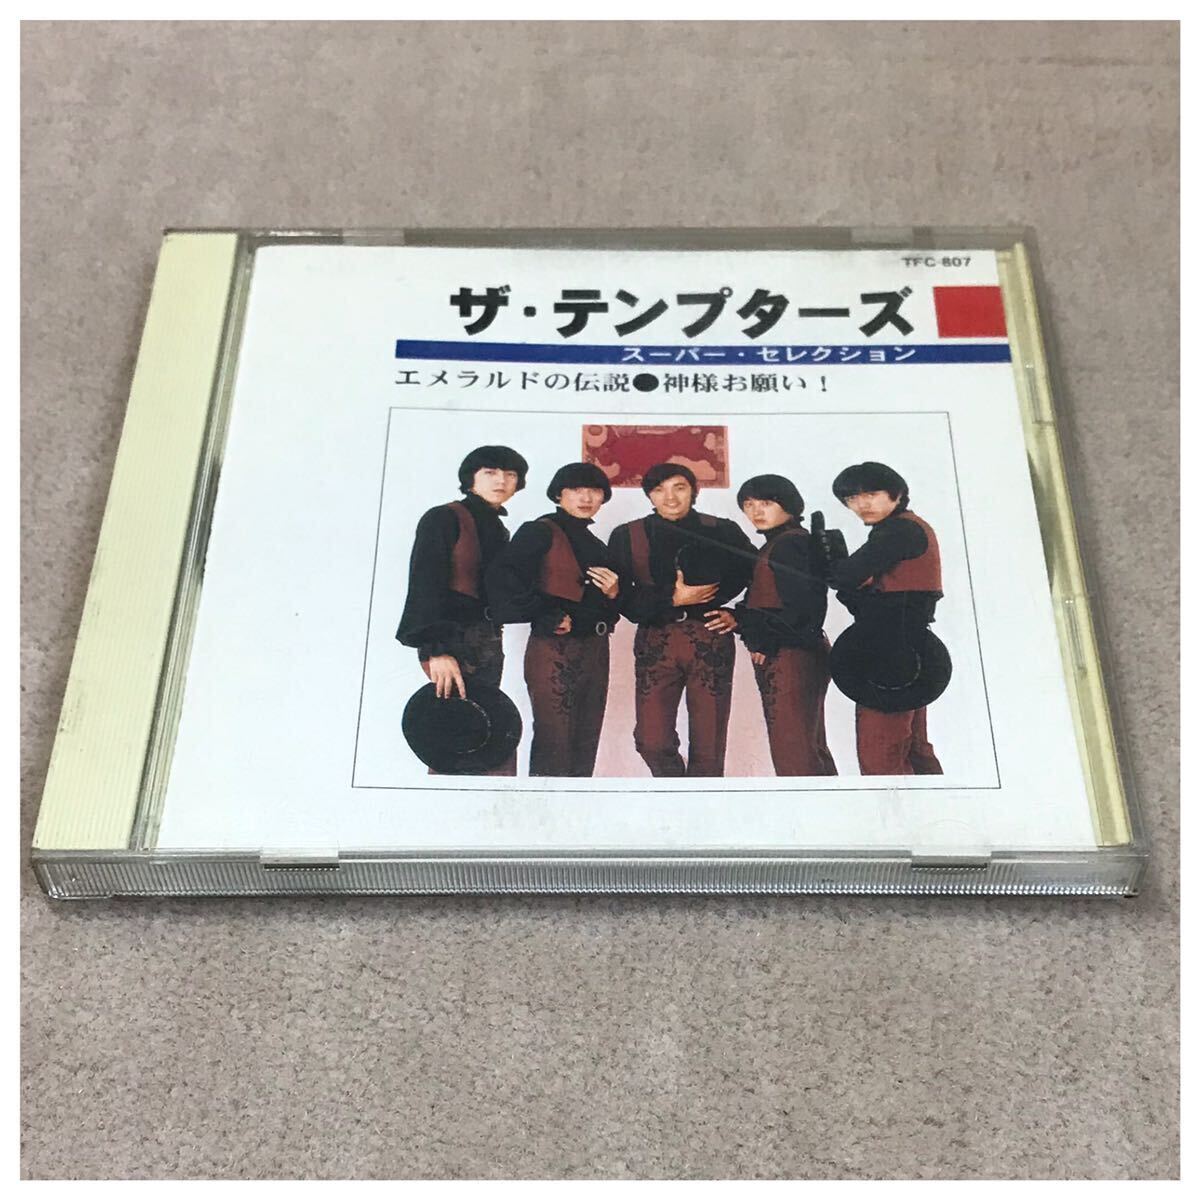 TFC-807
ザ・テンプターズ
スーパー・セレクション
エメラルドの伝説●神様お願い！